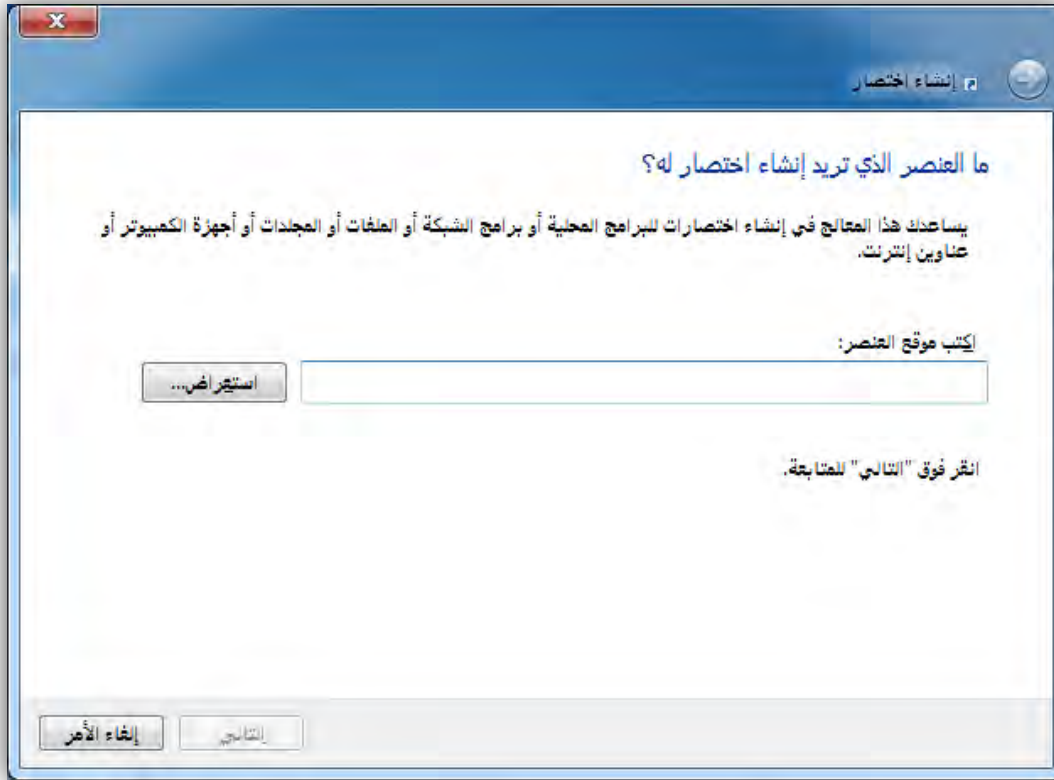 إنشاء اختصار
ما العنصر الذي تريد إنشاء اختصار له؟
يساعدك هذا المعالج في إنشاء اختصارات للبرامج المحلية أو برامج الشبكة أو الملفات أو المجلدات أو أجهزة الكمبيوتر أو
عناوين إنترنت.
اكتب موقع العنصر:
استعراض...
انقر فوق "التالي" للمتابعة.
التالي
إلغاء الأمر